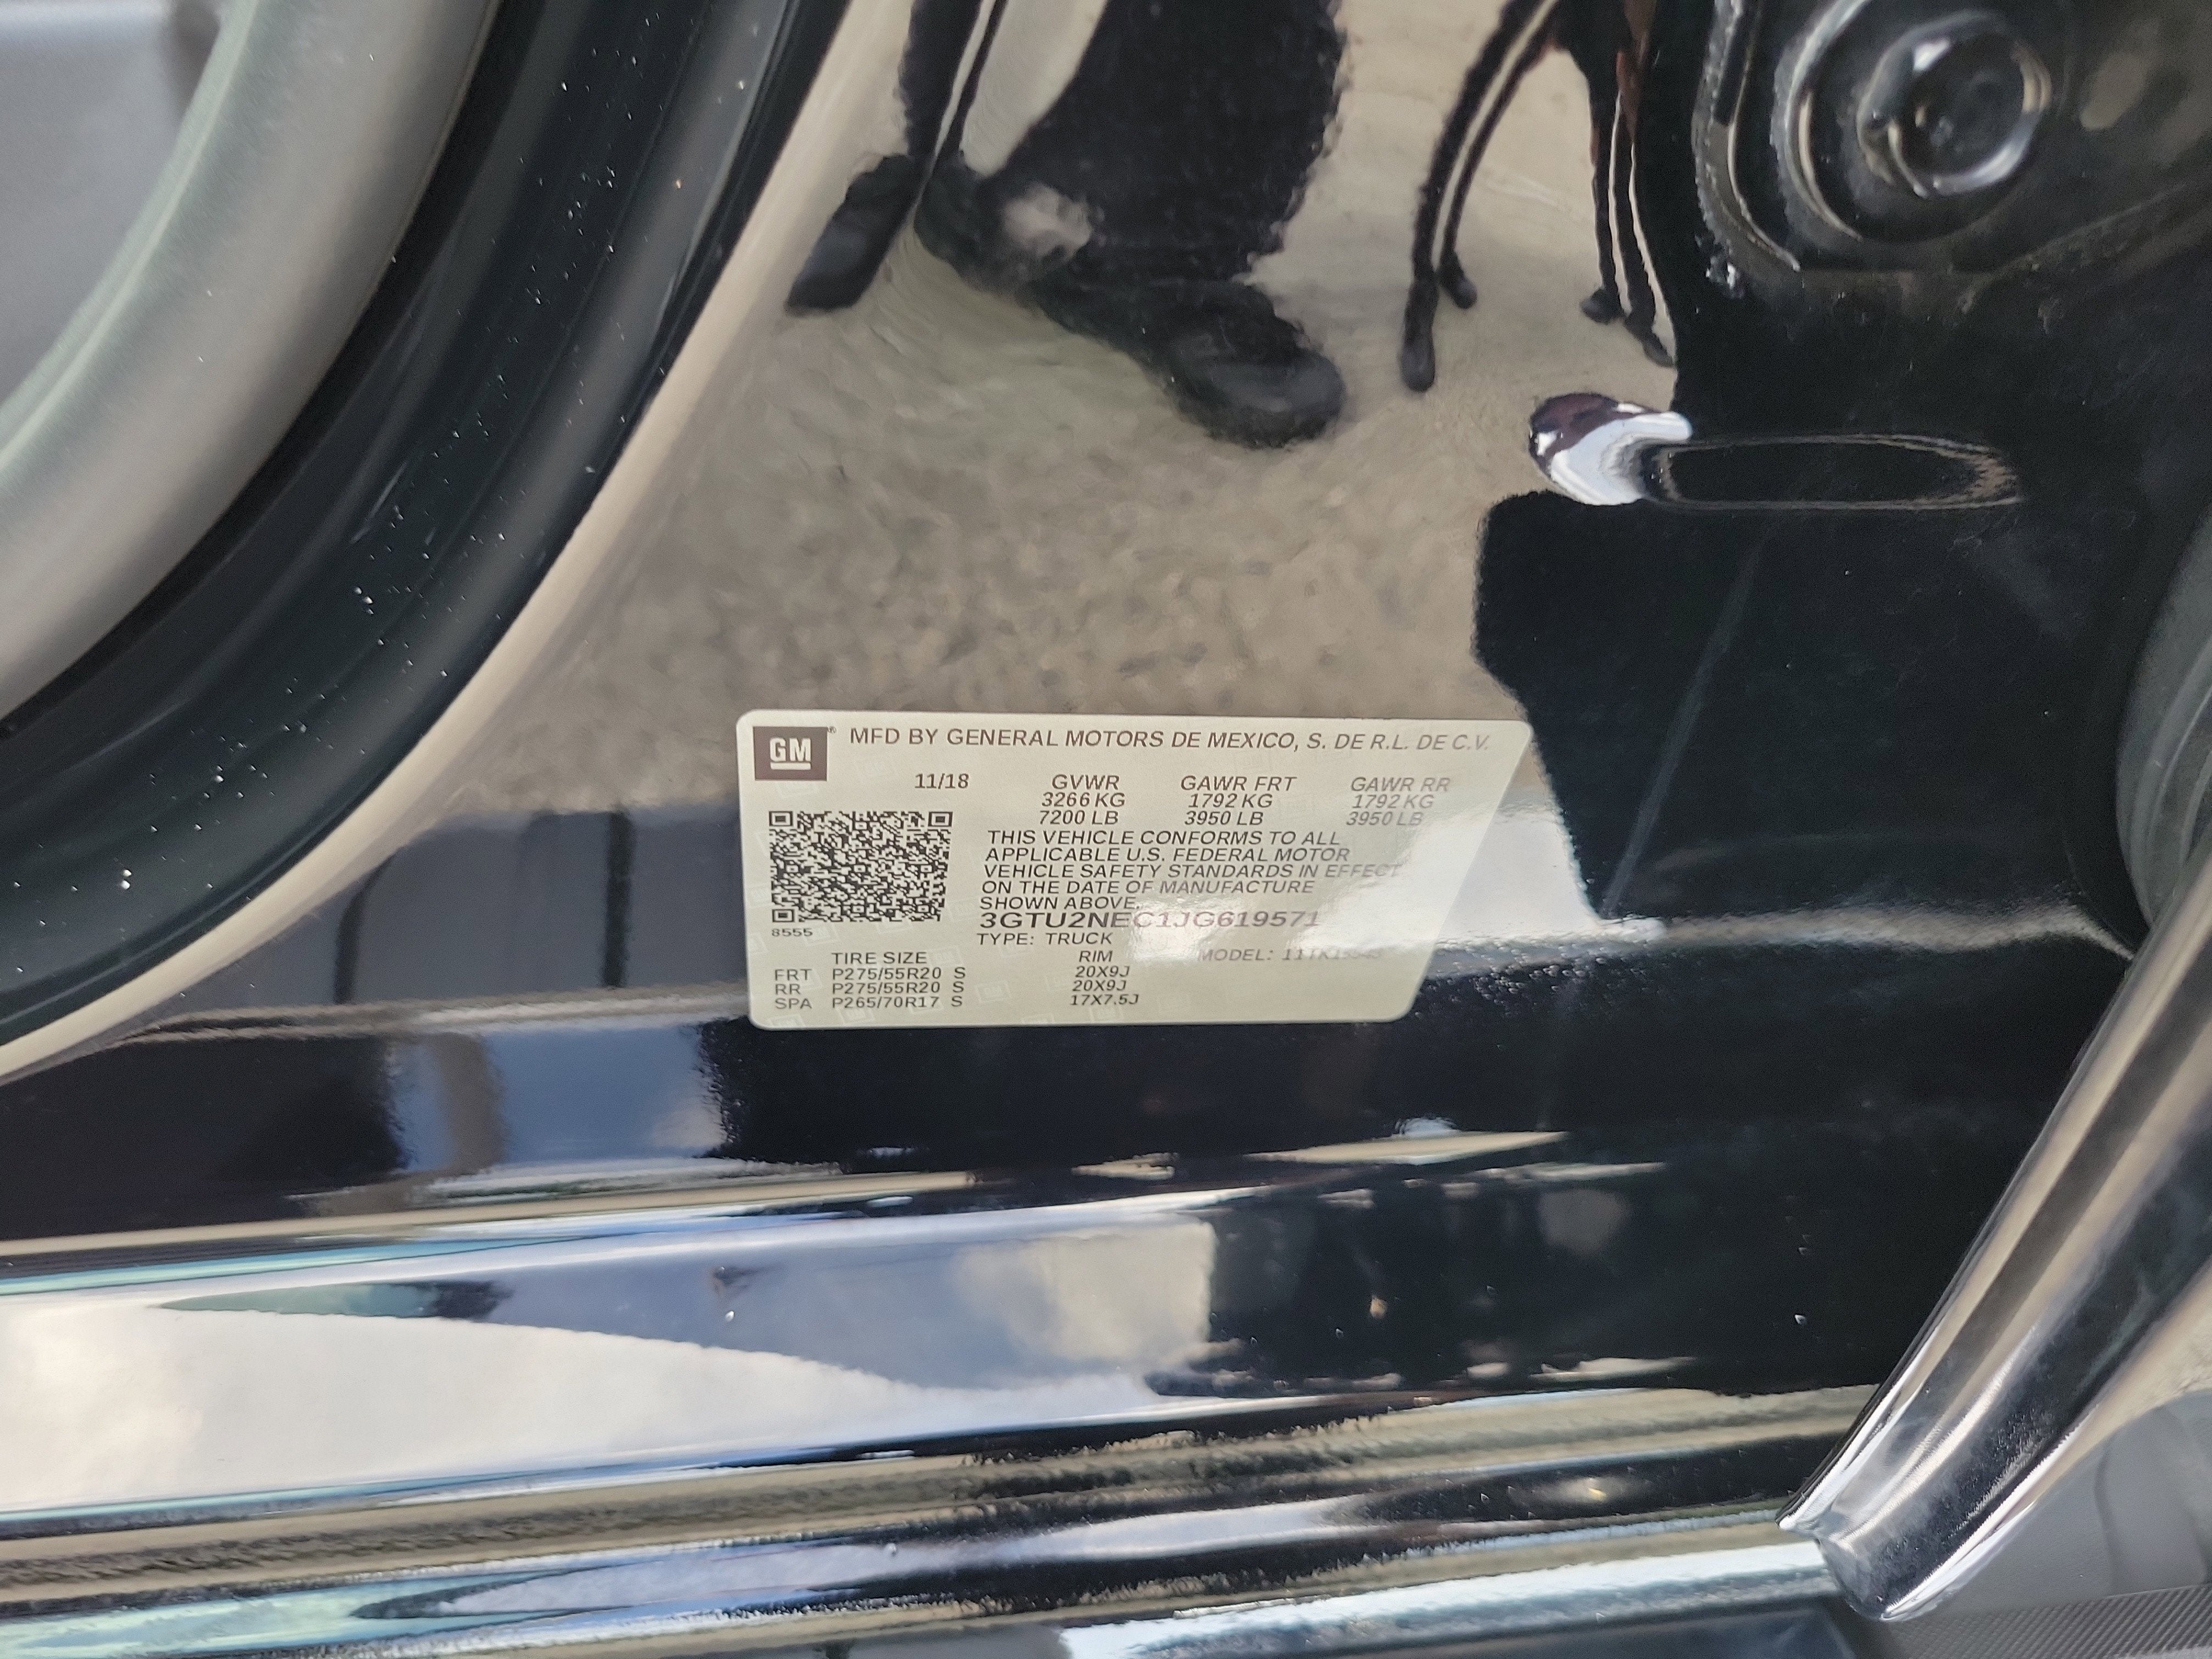 GM ® MFD BY GENERAL MOTORS DE MEXICO, S. DE R.L. DE C.V.
11/18 GVWR GAWR FRT GAWR RR
3266 KG 1792 KG 1792 KG
7200 LB 3950 LB 3950 LB
THIS VEHICLE CONFORMS TO ALL
APPLICABLE U.S. FEDERAL MOTOR
VEHICLE SAFETY STANDARDS IN EFFECT
ON THE DATE OF MANUFACTURE
SHOWN ABOVE.
3GTU2NEC1JG619571
8555
TYPE: TRUCK
TIRE SIZE RIM MODEL:
FRT P275/55R20 S 20X9J
RR P275/55R20 S 20X9J
SPA P265/70R17 S 17X7.5J